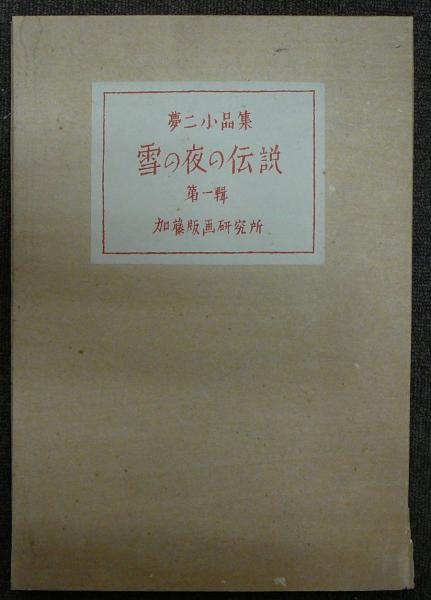 夢二小品集
雪の夜の伝説
第一輯
加藤版画研究所